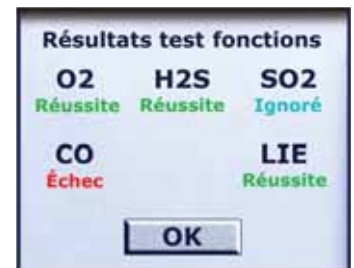 Résultats test fonctions
O2 H2S SO2
Réussite Réussite Ignoré
CO LIE
Échec Réussite
OK